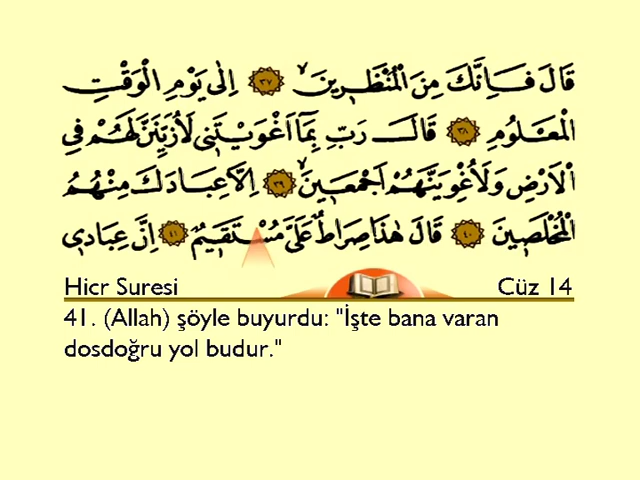 قَالَ فَاِنَّكَ مِنَ الْمُنْظَر۪ينَۙ ﴿٣٧﴾ اِلٰى يَوْمِ الْوَقْتِ
الْمَعْلُومِ ﴿٣٨﴾ قَالَ رَبِّ بِمَٓا اَغْوَيْتَن۪ي لَاُزَيِّنَنَّ لَهُمْ فِي
الْاَرْضِ وَلَاُغْوِيَنَّهُمْ اَجْمَع۪ينَۙ ﴿٣٩﴾ اِلَّا عِبَادَكَ مِنْهُمُ
الْمُخْلَص۪ينَ ﴿٤٠﴾ قَالَ هٰذَا صِرَاطٌ عَلَيَّ مُسْتَق۪يمٌ ﴿٤١﴾ اِنَّ عِبَاد۪ي
Hicr Suresi Cüz 14
41. (Allah) şöyle buyurdu: "İşte bana varan
dosdoğru yol budur."